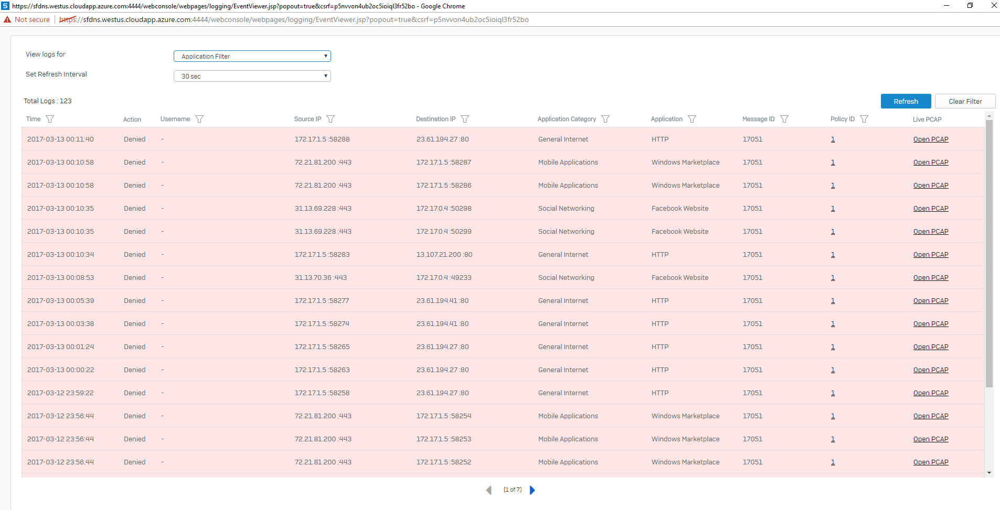 S https://sfdns.westus.cloudapp.azure.com:4444/webconsole/webpages/logging/EventViewer.jsp?popout=true&csrf=p5nvvon4ub2oc5ioiql3fr52bo - Google Chrome
Not secure | https://sfdns.westus.cloudapp.azure.com:4444/webconsole/webpages/logging/EventViewer.jsp?popout=true&csrf=p5nvvon4ub2oc5ioiql3fr52bo
View logs for Application Filter
Set Refresh Interval 30 sec
Total Logs : 123 Refresh Clear Filter
Time Action Username Source IP Destination IP Application Category Application Message ID Policy ID Live PCAP
2017-03-13 00:11:40 Denied - 172.17.1.5 :58288 23.61.194.27 :80 General Internet HTTP 17051 1 Open PCAP
2017-03-13 00:10:58 Denied - 72.21.81.200 :443 172.17.1.5 :58287 Mobile Applications Windows Marketplace 17051 1 Open PCAP
2017-03-13 00:10:58 Denied - 72.21.81.200 :443 172.17.1.5 :58286 Mobile Applications Windows Marketplace 17051 1 Open PCAP
2017-03-13 00:10:35 Denied - 31.13.69.228 :443 172.17.0.4 :50298 Social Networking Facebook Website 17051 1 Open PCAP
2017-03-13 00:10:35 Denied - 31.13.69.228 :443 172.17.0.4 :50299 Social Networking Facebook Website 17051 1 Open PCAP
2017-03-13 00:10:34 Denied - 172.17.1.5 :58283 13.107.21.200 :80 General Internet HTTP 17051 1 Open PCAP
2017-03-13 00:08:53 Denied - 31.13.70.36 :443 172.17.0.4 :49233 Social Networking Facebook Website 17051 1 Open PCAP
2017-03-13 00:05:39 Denied - 172.17.1.5 :58277 23.61.194.41 :80 General Internet HTTP 17051 1 Open PCAP
2017-03-13 00:03:38 Denied - 172.17.1.5 :58274 23.61.194.41 :80 General Internet HTTP 17051 1 Open PCAP
2017-03-13 00:01:24 Denied - 172.17.1.5 :58265 23.61.194.27 :80 General Internet HTTP 17051 1 Open PCAP
2017-03-13 00:00:22 Denied - 172.17.1.5 :58263 23.61.194.27 :80 General Internet HTTP 17051 1 Open PCAP
2017-03-12 23:59:22 Denied - 172.17.1.5 :58258 23.61.194.27 :80 General Internet HTTP 17051 1 Open PCAP
2017-03-12 23:56:44 Denied - 72.21.81.200 :443 172.17.1.5 :58254 Mobile Applications Windows Marketplace 17051 1 Open PCAP
2017-03-12 23:56:44 Denied - 72.21.81.200 :443 172.17.1.5 :58253 Mobile Applications Windows Marketplace 17051 1 Open PCAP
2017-03-12 23:56:44 Denied - 72.21.81.200 :443 172.17.1.5 :58252 Mobile Applications Windows Marketplace 17051 1 Open PCAP
(1 of 7)